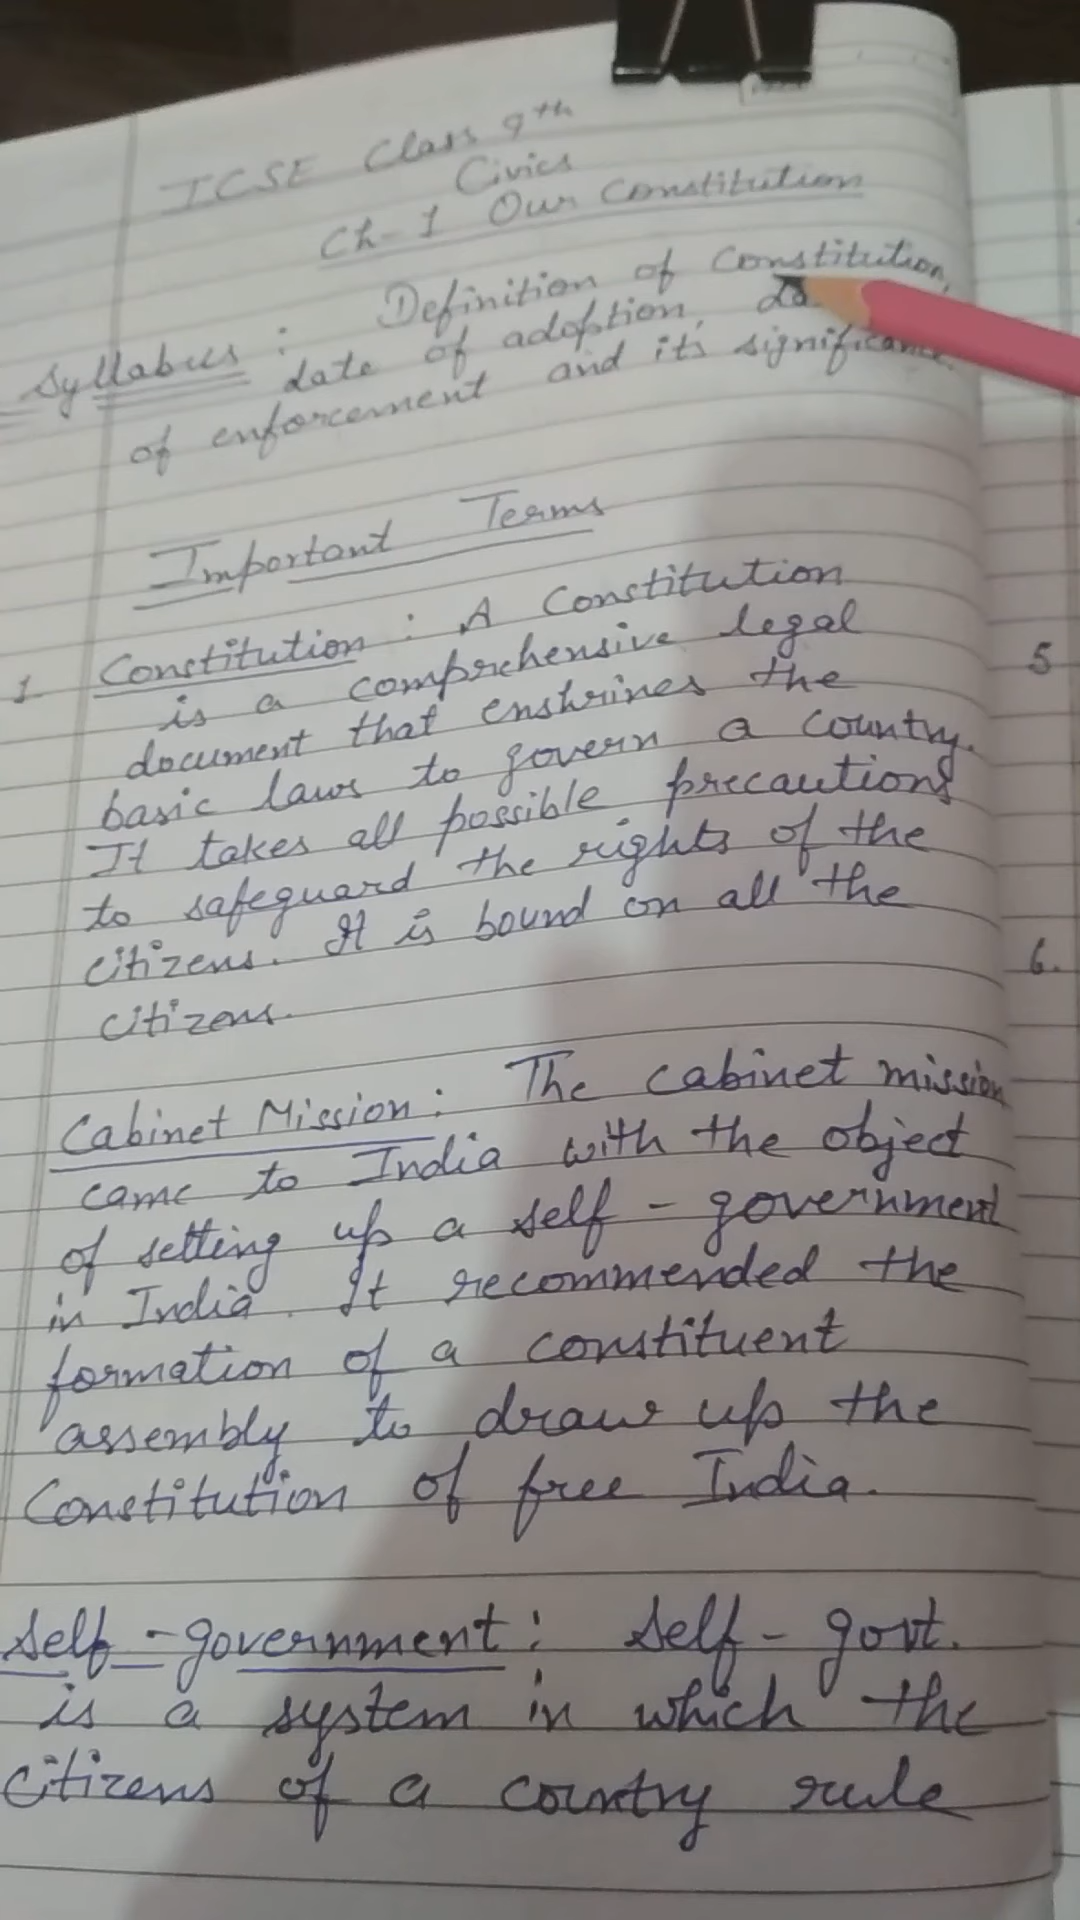 ICSE Class 9th
Civics
Ch-1 Our Constitution
Syllabus : Definition of Constitution,
date of adoption,
of enforcement and its significance.
Important Terms
1. Constitution : A Constitution
is a comprehensive legal
document that enshrines the
basic laws to govern a country.
It takes all possible precautions
to safeguard the rights of the
citizens. It is bound on all the
citizens.
Cabinet Mission : The cabinet mission
came to India with the object
of setting up a self-government
in India. It recommended the
formation of a constituent
assembly to draw up the
Constitution of free India.
Self-government : Self-govt.
is a system in which the
citizens of a country rule
5
6.